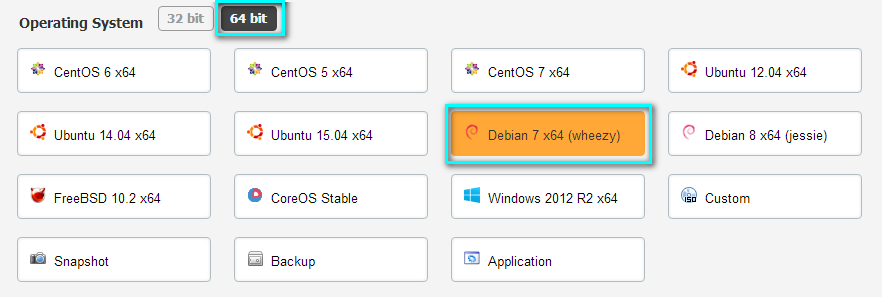 Operating System 32 bit 64 bit
CentOS 6 x64 CentOS 5 x64 CentOS 7 x64 Ubuntu 12.04 x64
Ubuntu 14.04 x64 Ubuntu 15.04 x64 Debian 7 x64 (wheezy) Debian 8 x64 (jessie)
FreeBSD 10.2 x64 CoreOS Stable Windows 2012 R2 x64 ISO Custom
Snapshot Backup Application